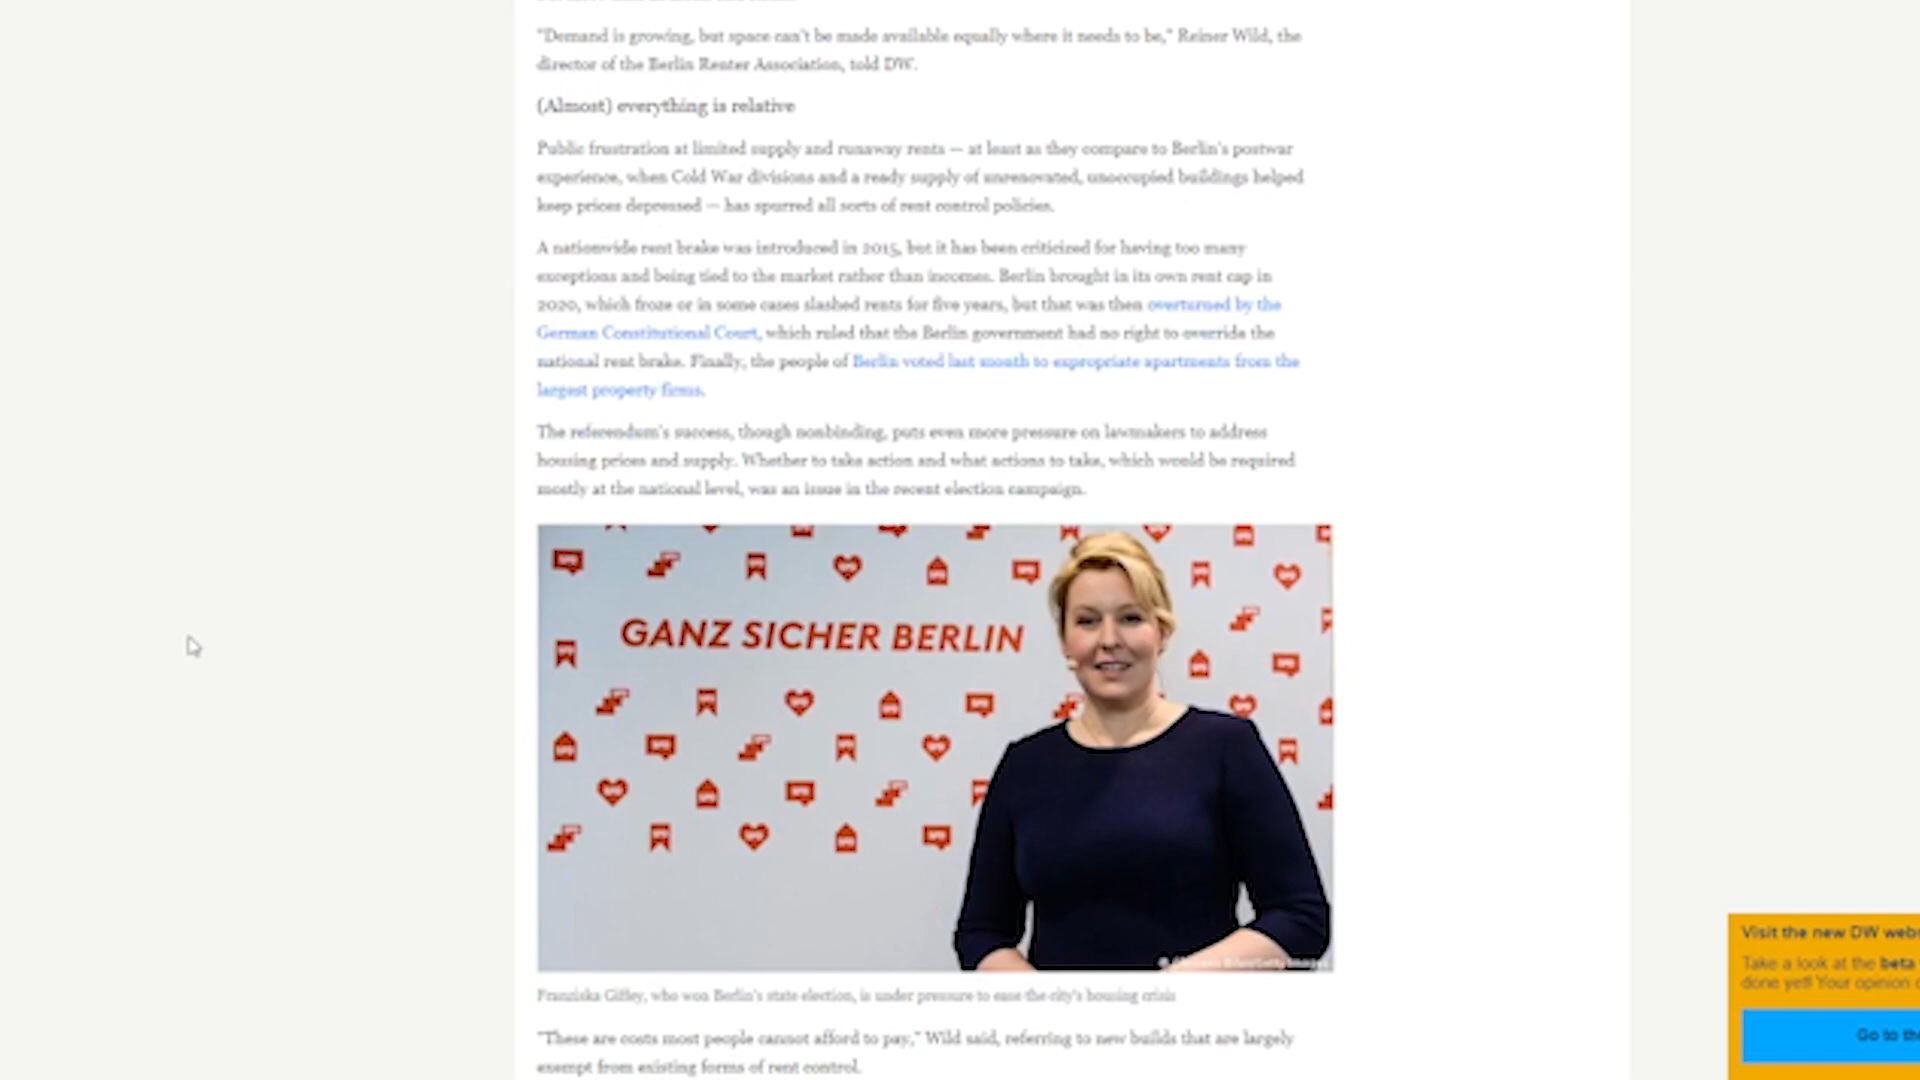 "Demand is growing, but space can't be made available equally where it needs to be," Reiner Wild, the
director of the Berlin Renter Association, told DW.
(Almost) everything is relative
Public frustration at limited supply and runaway rents — at least as they compare to Berlin's postwar
experience, when Cold War divisions and a ready supply of unrenovated, unoccupied buildings helped
keep prices depressed — has spurred all sorts of rent control policies.
A nationwide rent brake was introduced in 2015, but it has been criticized for having too many
exceptions and being tied to the market rather than incomes. Berlin brought in its own rent cap in
2020, which froze or in some cases slashed rents for five years, but that was then overturned by the
German Constitutional Court, which ruled that the Berlin government had no right to override the
national rent brake. Finally, the people of Berlin voted last month to expropriate apartments from the
largest property firms.
The referendum's success, though nonbinding, puts even more pressure on lawmakers to address
housing prices and supply. Whether to take action and what actions to take, which would be required
mostly at the national level, was an issue in the recent election campaign.
GANZ SICHER BERLIN
Franziska Giffey, who won Berlin's state election, is under pressure to ease the city's housing crisis
"These are costs most people cannot afford to pay," Wild said, referring to new builds that are largely
exempt from existing forms of rent control.
Visit the new DW webs
Take a look at the beta
done yet! Your opinion
Go to the